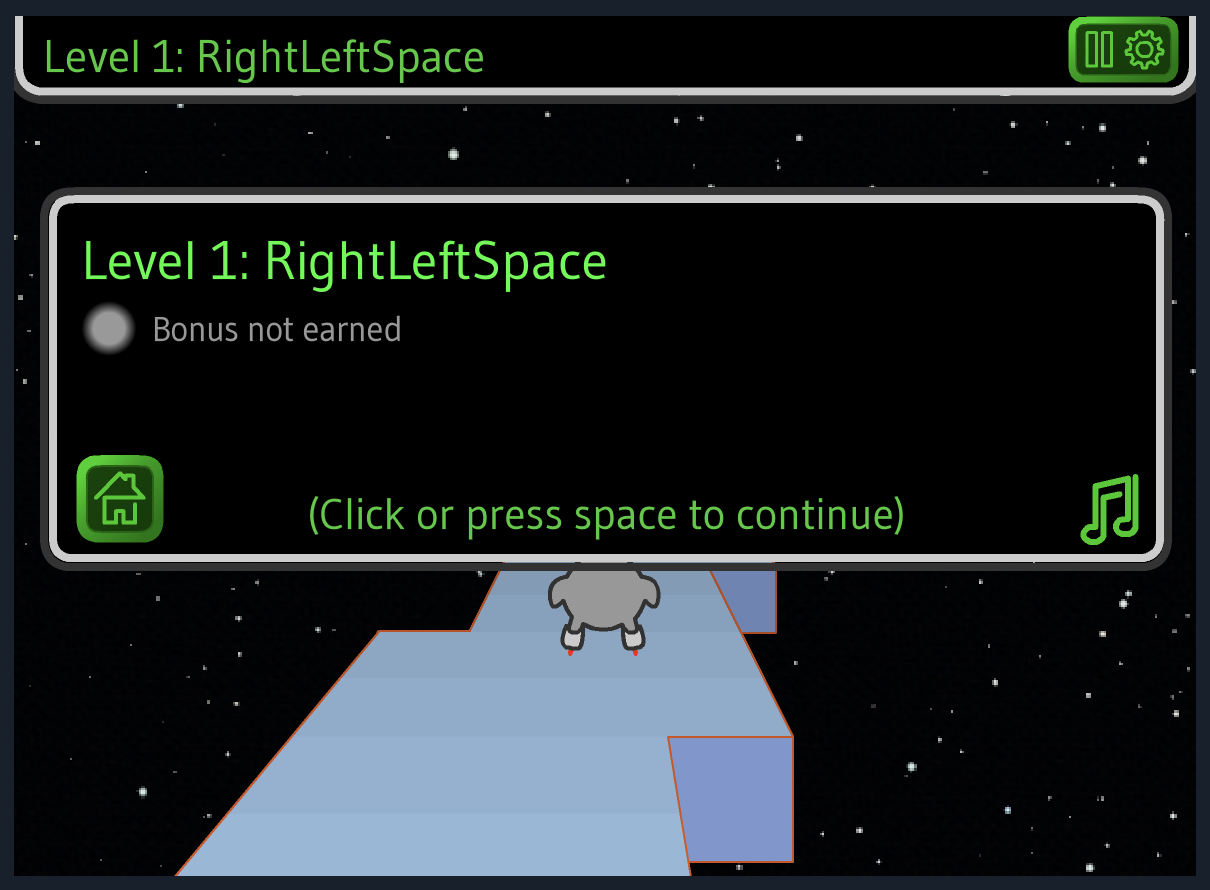 Level 1: RightLeftSpace
Level 1: RightLeftSpace
Bonus not earned
(Click or press space to continue)